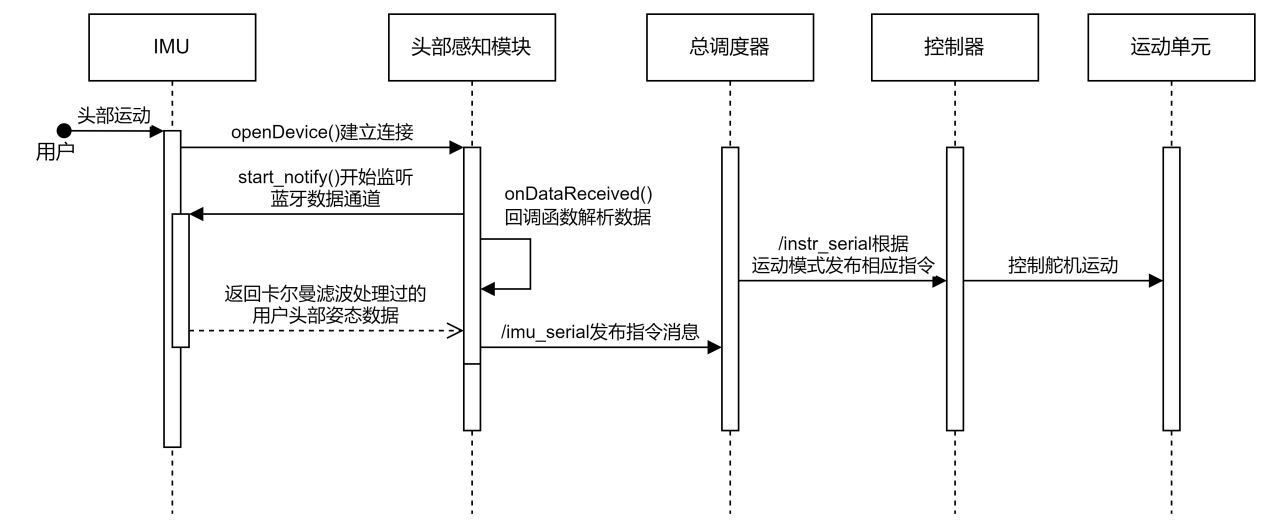 IMU
头部感知模块
总调度器
控制器
运动单元
头部运动
用户
openDevice()建立连接
start_notify()开始监听
蓝牙数据通道
onDataReceived()
回调函数解析数据
/instr_serial根据
运动模式发布相应指令
控制舵机运动
返回卡尔曼滤波处理过的
用户头部姿态数据
/imu_serial发布指令消息